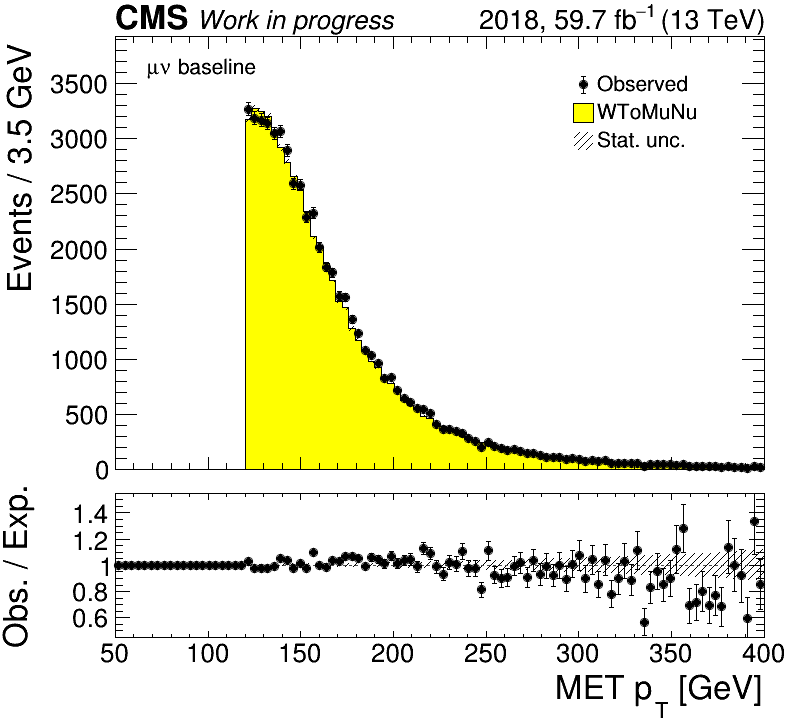 CMS Work in progress 2018, 59.7 fb⁻¹ (13 TeV)
Events / 3.5 GeV
μν baseline
Observed
WToMuNu
Stat. unc.
3500
3000
2500
2000
1500
1000
500
0
Obs. / Exp.
1.4
1.2
1
0.8
0.6
50 100 150 200 250 300 350 400
MET p_T [GeV]